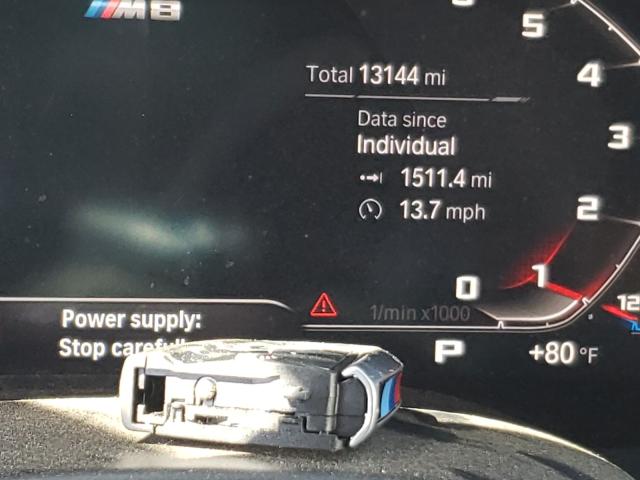 M8
5
Total 13144 mi
4
Data since
Individual
3
1511.4 mi
13.7 mph
2
1
0
1/min x1000
Power supply:
Stop
P
+80 °F